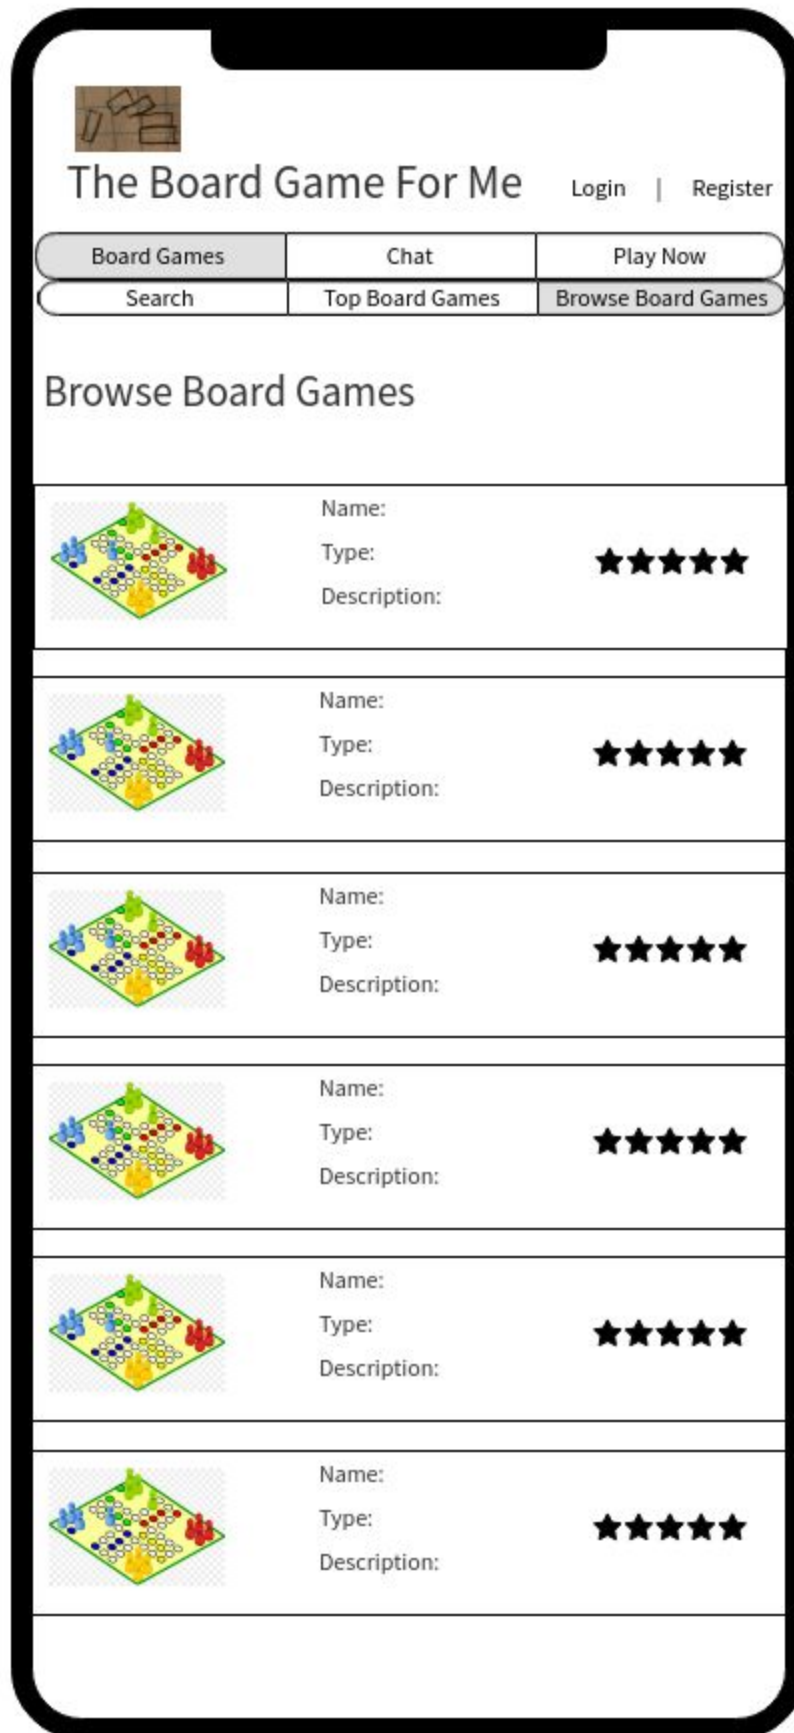 The Board Game For Me
Login | Register
Board Games Chat Play Now
Search Top Board Games Browse Board Games
Browse Board Games
Name:
Type:
Description:
Name:
Type:
Description:
Name:
Type:
Description:
Name:
Type:
Description:
Name:
Type:
Description:
Name:
Type:
Description: